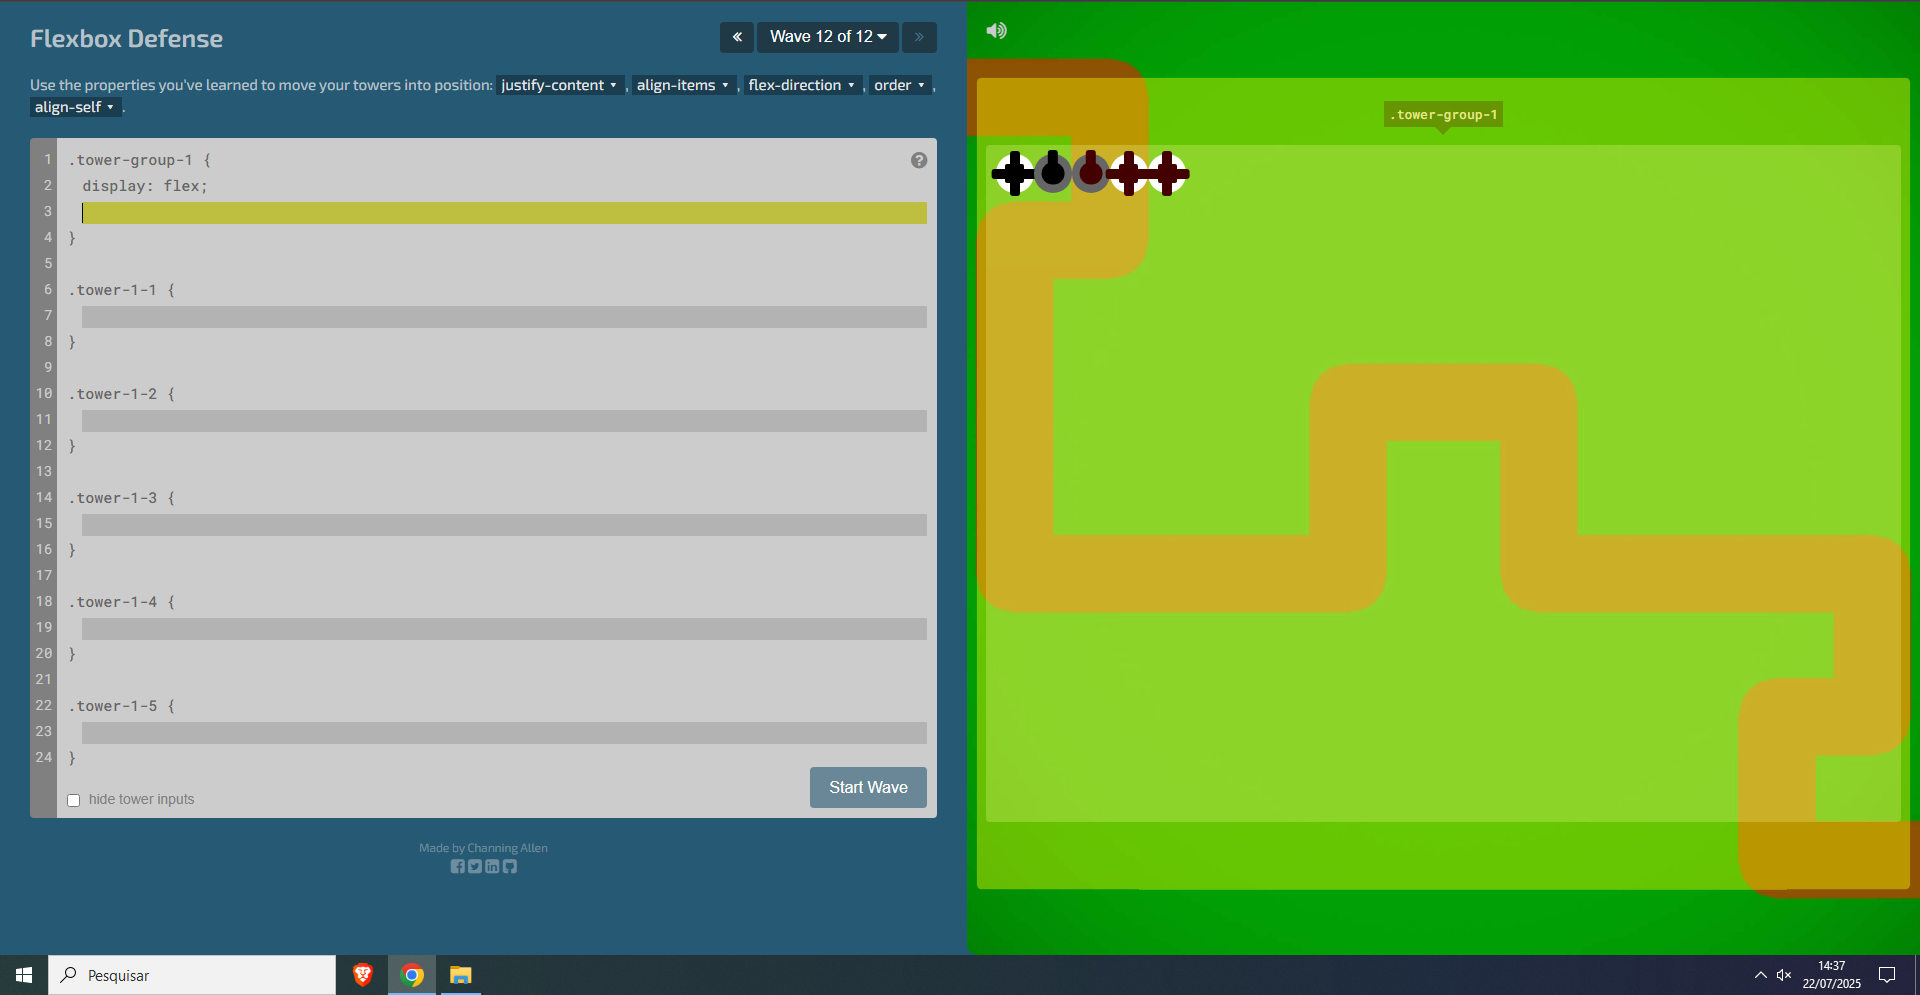 Flexbox Defense
« Wave 12 of 12 »
Use the properties you've learned to move your towers into position: justify-content , align-items , flex-direction , order ,
align-self .
1 .tower-group-1 {
2 display: flex;
3
4 }
5
6 .tower-1-1 {
7
8 }
9
10 .tower-1-2 {
11
12 }
13
14 .tower-1-3 {
15
16 }
17
18 .tower-1-4 {
19
20 }
21
22 .tower-1-5 {
23
24 }
hide tower inputs
Start Wave
Made by Channing Allen
.tower-group-1
Pesquisar
14:37
22/07/2025